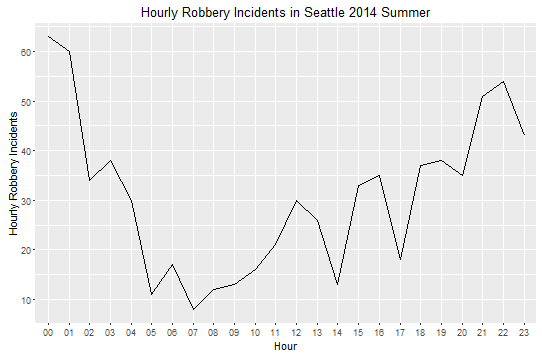 Hourly Robbery Incidents in Seattle 2014 Summer
Hourly Robbery Incidents
60
50
40
30
20
10
00 01 02 03 04 05 06 07 08 09 10 11 12 13 14 15 16 17 18 19 20 21 22 23
Hour